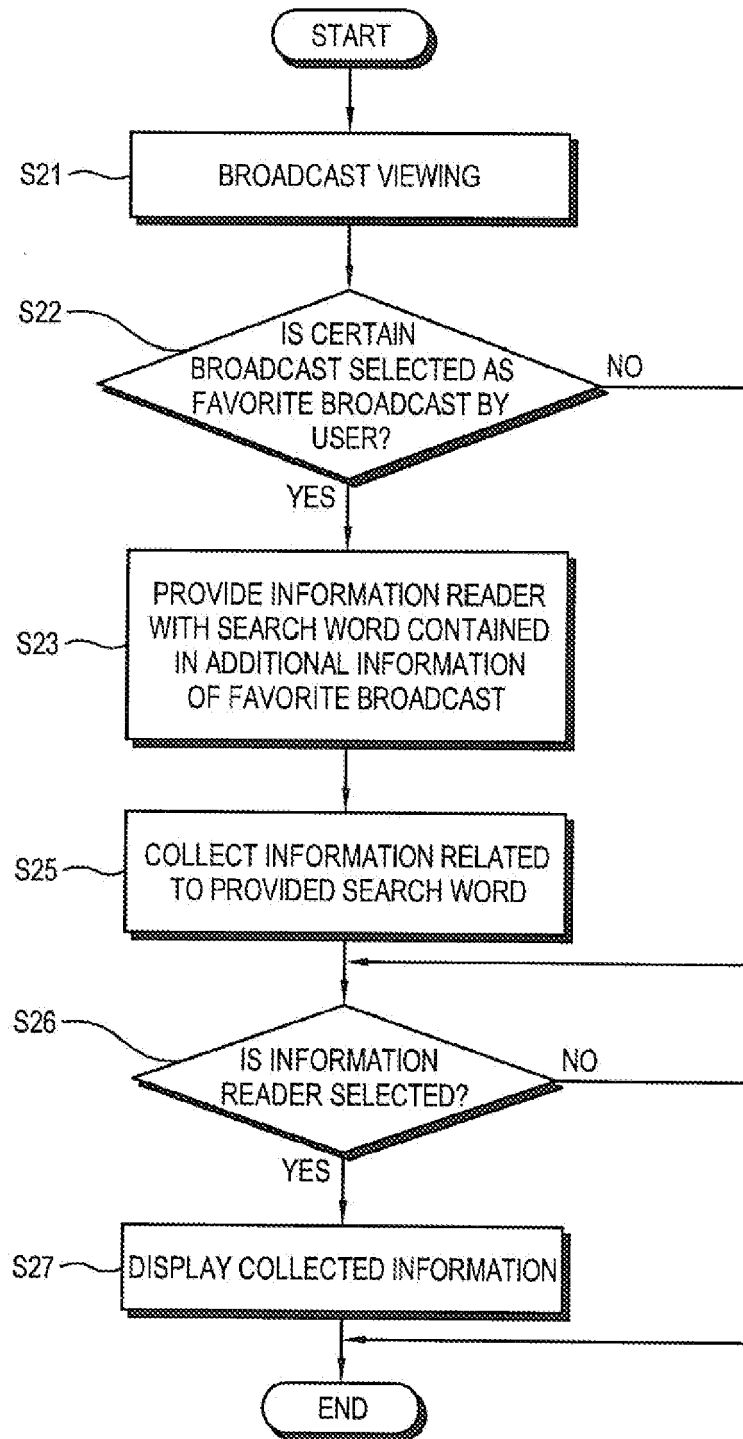 START
S21
BROADCAST VIEWING
S22
IS CERTAIN
BROADCAST SELECTED AS
FAVORITE BROADCAST BY
USER?
NO
YES
S23
PROVIDE INFORMATION READER
WITH SEARCH WORD CONTAINED
IN ADDITIONAL INFORMATION
OF FAVORITE BROADCAST
S25
COLLECT INFORMATION RELATED
TO PROVIDED SEARCH WORD
S26
IS INFORMATION
READER SELECTED?
NO
YES
S27
DISPLAY COLLECTED INFORMATION
END